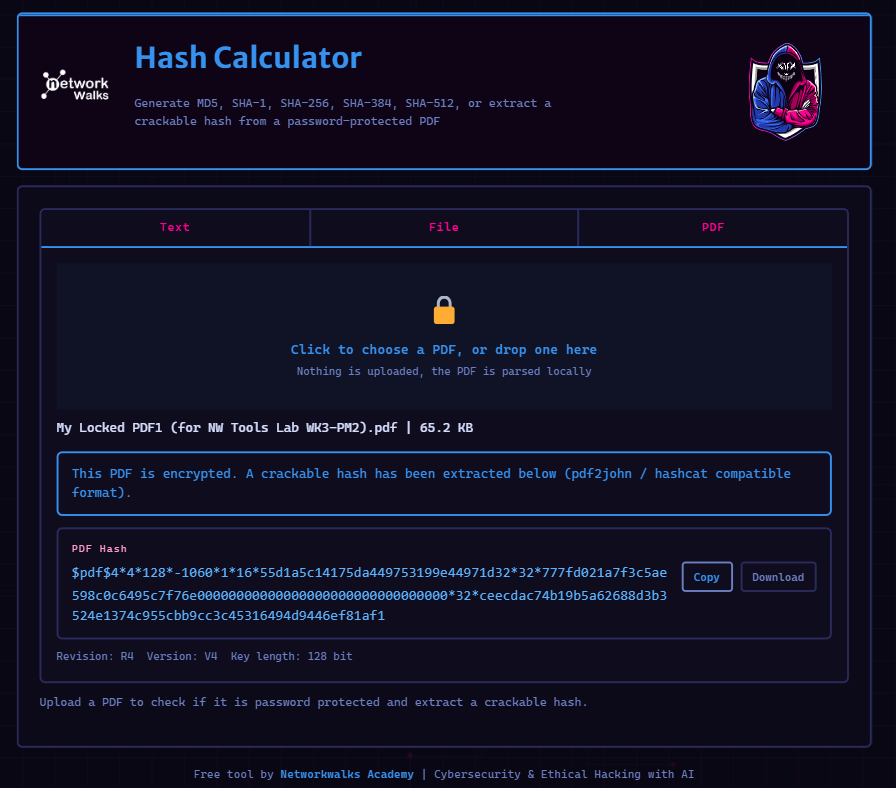 network
Walks
Hash Calculator
Generate MD5, SHA-1, SHA-256, SHA-384, SHA-512, or extract a
crackable hash from a password-protected PDF
Text
File
PDF
Click to choose a PDF, or drop one here
Nothing is uploaded, the PDF is parsed locally
My Locked PDF1 (for NW Tools Lab WK3-PM2).pdf | 65.2 KB
This PDF is encrypted. A crackable hash has been extracted below (pdf2john / hashcat compatible
format).
PDF Hash
$pdf$4*4*128*-1060*1*16*55d1a5c14175da449753199e44971d32*32*777fd021a7f3c5ae
598c0c6495c7f76e00000000000000000000000000000000*32*ceecdac74b19b5a62688d3b3
524e1374c955cbb9cc3c45316494d9446ef81af1
Copy
Download
Revision: R4 Version: V4 Key length: 128 bit
Upload a PDF to check if it is password protected and extract a crackable hash.
Free tool by Networkwalks Academy | Cybersecurity & Ethical Hacking with AI